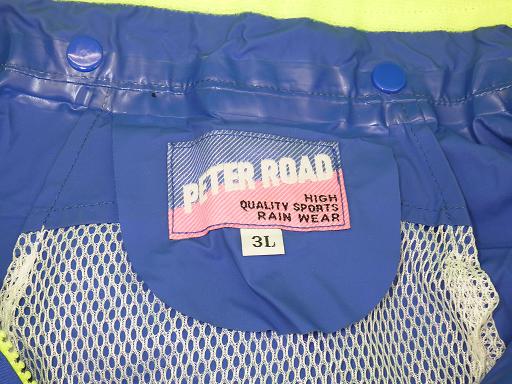 PETER ROAD
HIGH
QUALITY SPORTS
RAIN WEAR
3L